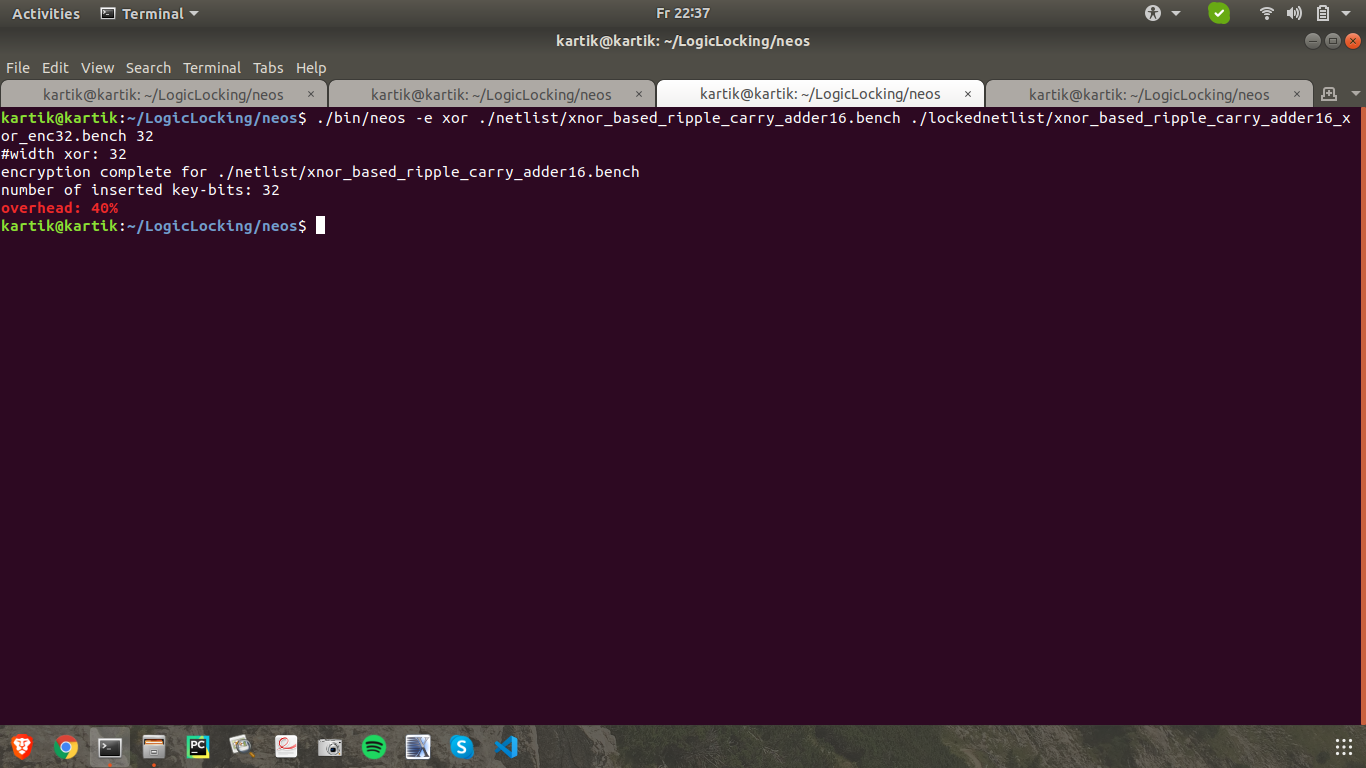 Activities Terminal Fr 22:37
kartik@kartik: ~/LogicLocking/neos
File Edit View Search Terminal Tabs Help
kartik@kartik: ~/LogicLocking/neos × kartik@kartik: ~/LogicLocking/neos × kartik@kartik: ~/LogicLocking/neos × kartik@kartik: ~/LogicLocking/neos ×
kartik@kartik:~/LogicLocking/neos$ ./bin/neos -e xor ./netlist/xnor_based_ripple_carry_adder16.bench ./lockednetlist/xnor_based_ripple_carry_adder16_x
or_enc32.bench 32
#width xor: 32
encryption complete for ./netlist/xnor_based_ripple_carry_adder16.bench
number of inserted key-bits: 32
overhead: 40%
kartik@kartik:~/LogicLocking/neos$
PC
S